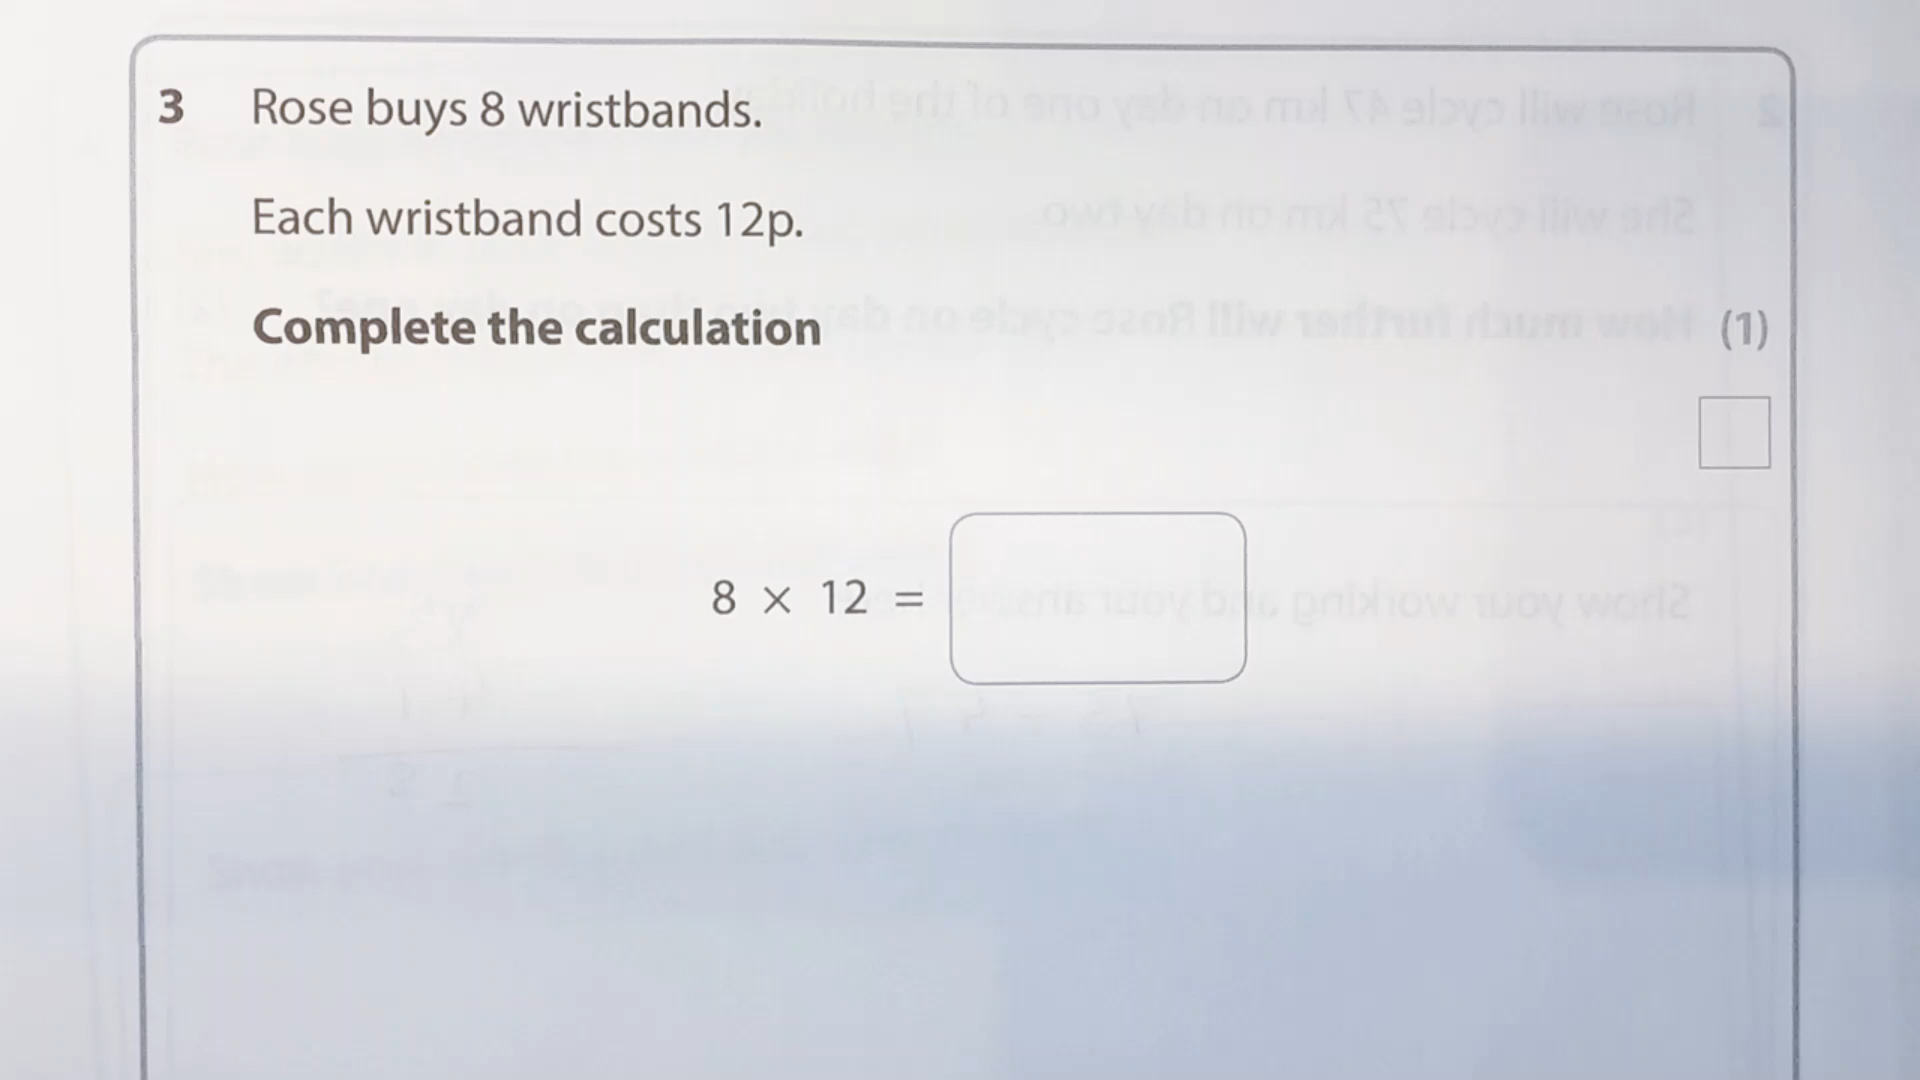 3 Rose buys 8 wristbands.
Each wristband costs 12p.
Complete the calculation (1)
8 × 12 =